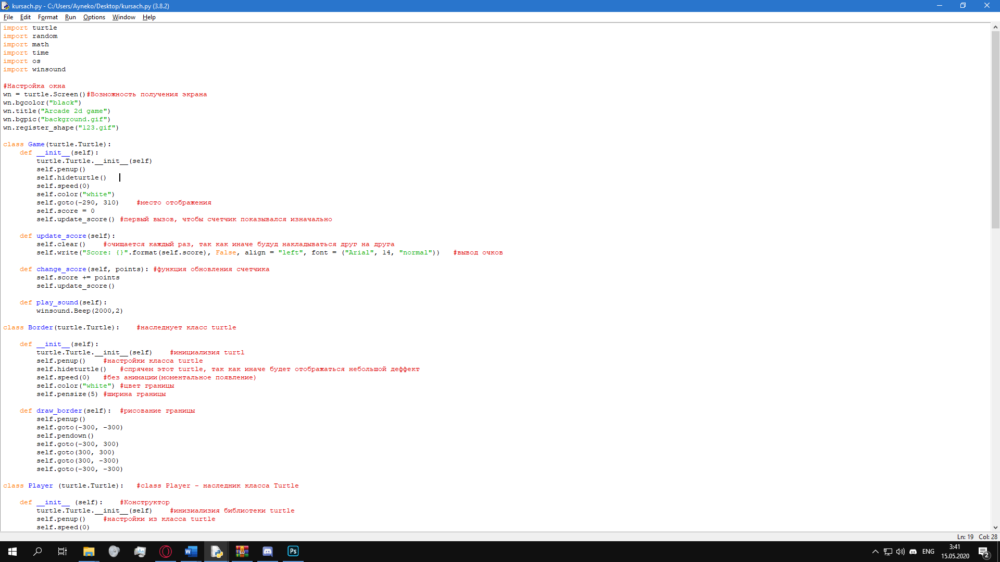 kursach.py - C:/Users/Ayneko/Desktop/kursach.py (3.8.2)
File Edit Format Run Options Window Help
import turtle
import random
import math
import time
import os
import winsound
#Настройка окна
wn = turtle.Screen()#Возможность получения экрана
wn.bgcolor("black")
wn.title("Arcade 2d game")
wn.bgpic("background.gif")
wn.register_shape("123.gif")
class Game(turtle.Turtle):
    def __init__(self):
        turtle.Turtle.__init__(self)
        self.penup()
        self.hideturtle()
        self.speed(0)
        self.color("white")
        self.goto(-290, 310)    #место отображения
        self.score = 0
        self.update_score() #первый вызов, чтобы счетчик показывался изначально
    def update_score(self):
        self.clear()    #очищается каждый раз, так как иначе будуд накладываться друг на друга
        self.write("Score: {}".format(self.score), False, align = "left", font = ("Arial", 14, "normal"))   #вывод очков
    def change_score(self, points): #функция обновления счетчика
        self.score += points
        self.update_score()
    def play_sound(self):
        winsound.Beep(2000,2)
class Border(turtle.Turtle):    #наследнует класс turtle
    def __init__(self):
        turtle.Turtle.__init__(self)    #инициализия turtl
        self.penup()    #настройки класса turtle
        self.hideturtle()   #спрячем этот turtle, так как иначе будет отображаться небольшой деффект
        self.speed(0)   #без анимации(моментальное появление)
        self.color("white") #цвет границы
        self.pensize(5) #ширина границы
    def draw_border(self):  #рисование границы
        self.penup()
        self.goto(-300, -300)
        self.pendown()
        self.goto(-300, 300)
        self.goto(300, 300)
        self.goto(300, -300)
        self.goto(-300, -300)
class Player (turtle.Turtle):   #class Player - наследник класса Turtle
    def __init__ (self):    #Конструктор
        turtle.Turtle.__init__(self)    #инизиализия библиотеки turtle
        self.penup()    #настройки из класса turtle
        self.speed(0)
Ln: 19 Col: 28
W
Ps
ENG
3:41
15.05.2020
2